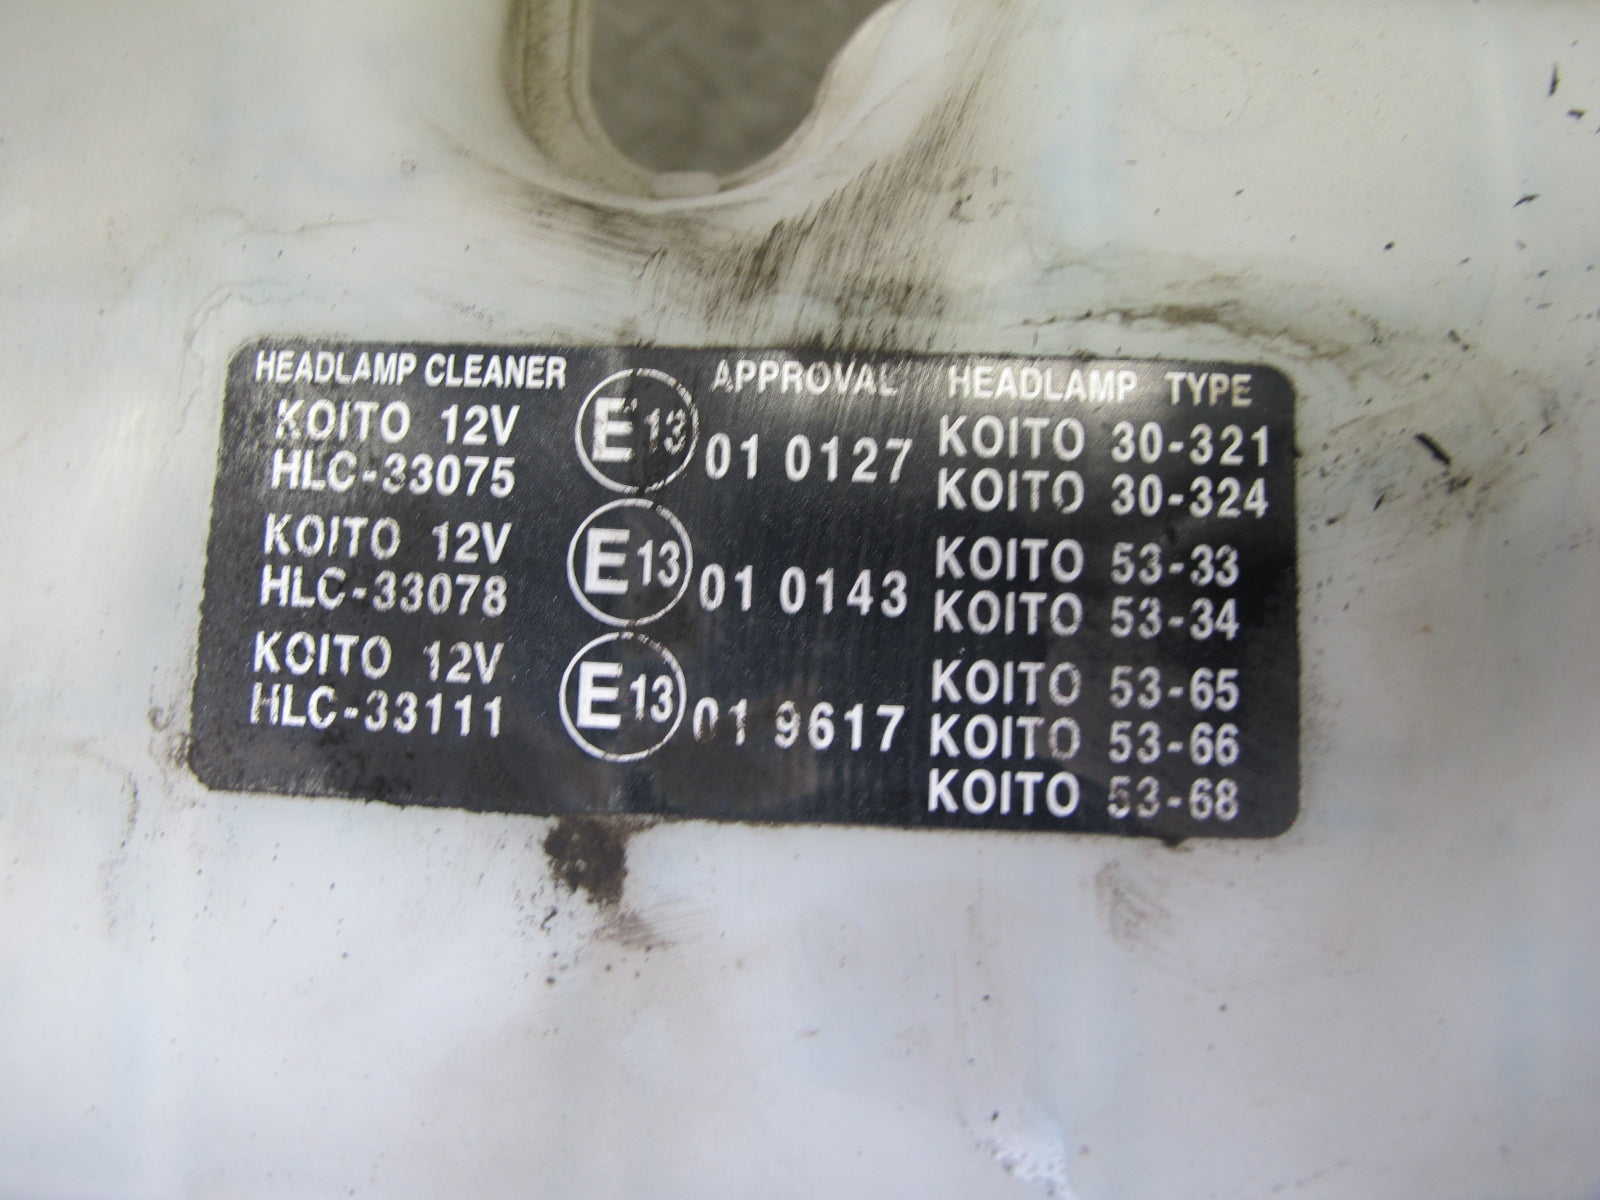 HEADLAMP CLEANER APPROVAL HEADLAMP TYPE
KOITO 12V
HLC-33075
E13
01 0127
KOITO 30-321
KOITO 30-324
KOITO 12V
HLC-33078
E13
01 0143
KOITO 53-33
KOITO 53-34
KOITO 12V
HLC-33111
E13
01 9617
KOITO 53-65
KOITO 53-66
KOITO 53-68